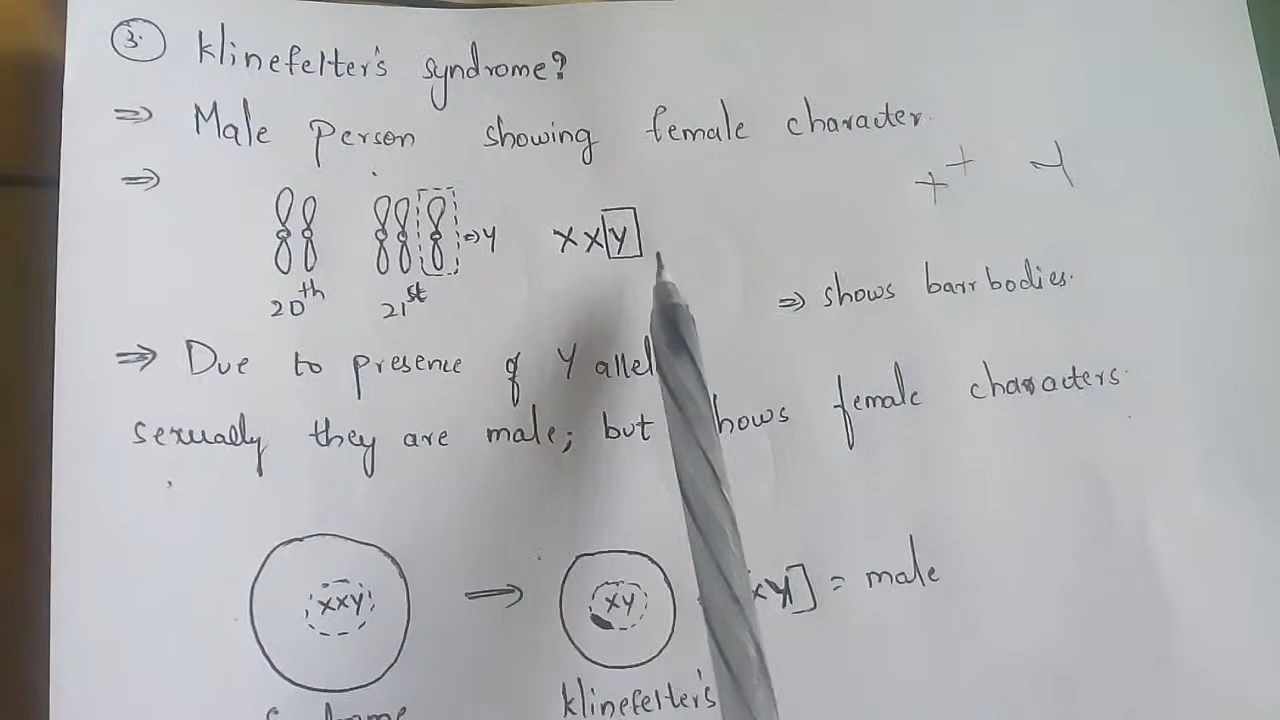 3. Klinefelter's syndrome?
⇒ Male person showing female character.
⇒
⇒ Y XX Y
20th 21st
⇒ shows barr bodies.
⇒ Due to presence of Y allel
sexually they are male; but hows female characters.
XXY ⇒ XY XY] = male
Klinefelter's